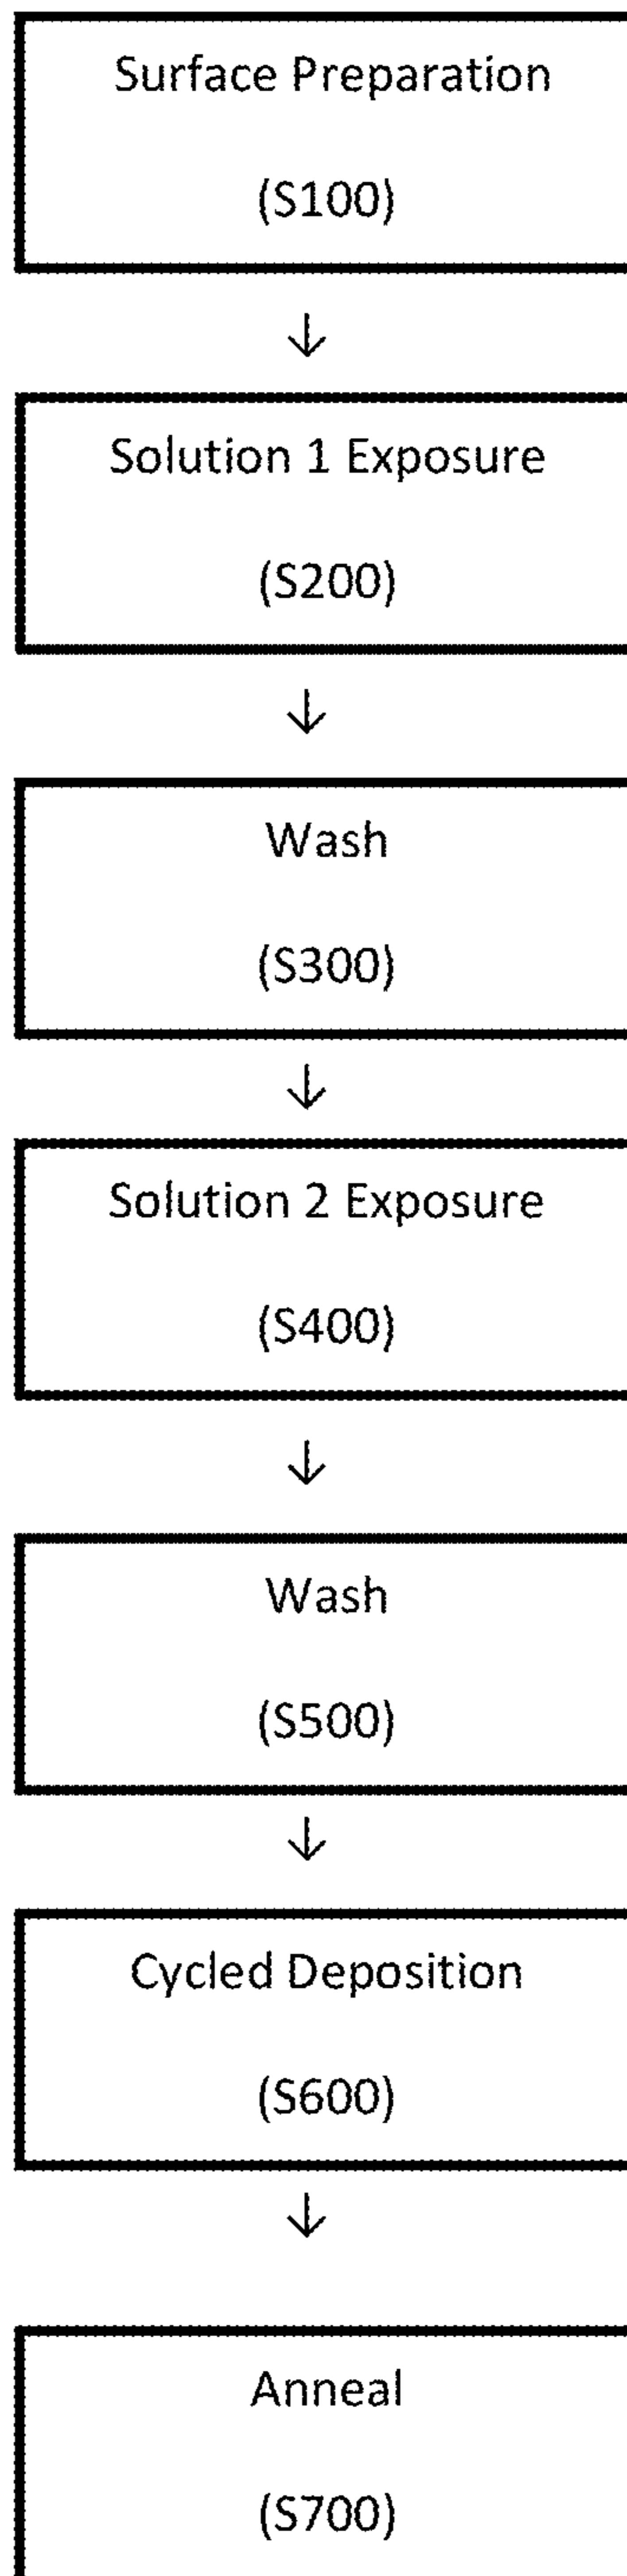 Surface Preparation
(S100)
↓
Solution 1 Exposure
(S200)
↓
Wash
(S300)
↓
Solution 2 Exposure
(S400)
↓
Wash
(S500)
↓
Cycled Deposition
(S600)
↓
Anneal
(S700)